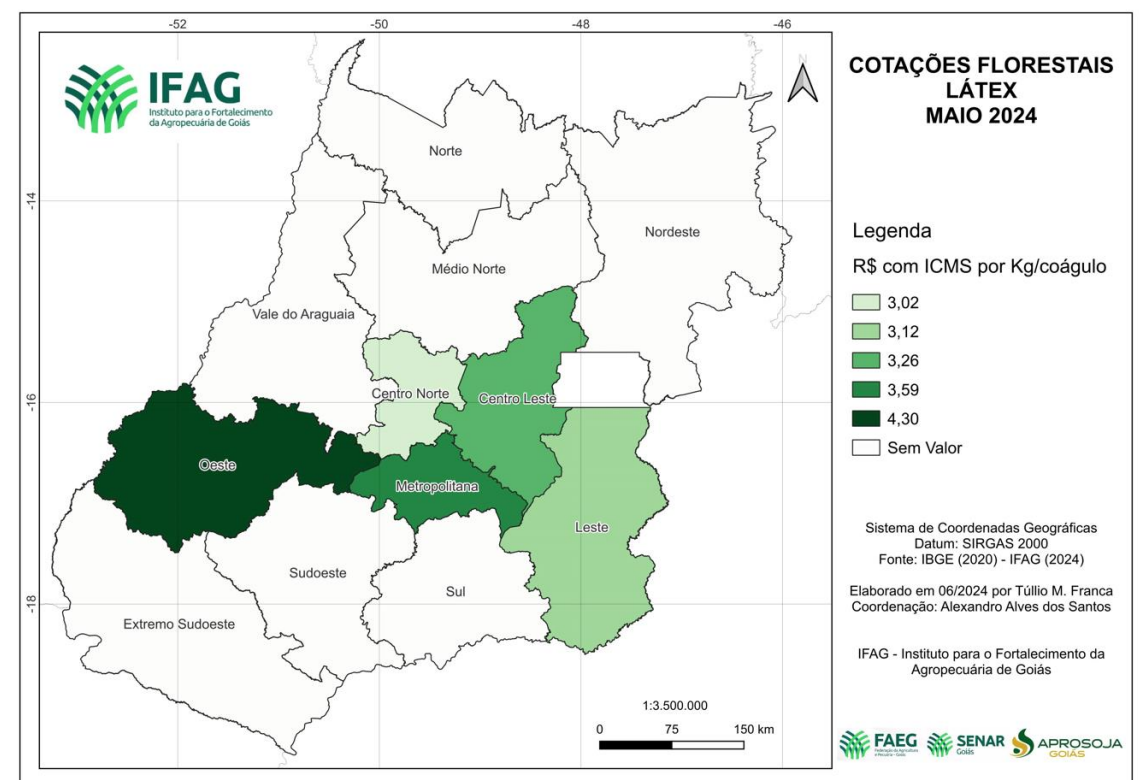 -52
-50
-48
-46
IFAG
Instituto para o Fortalecimento
da Agropecuária de Goiás
N
COTAÇÕES FLORESTAIS
LÁTEX
MAIO 2024
-14
-16
-18
Norte
Nordeste
Médio Norte
Vale do Araguaia
Centro Norte
Centro Leste
Oeste
Metropolitana
Leste
Sudoeste
Sul
Extremo Sudoeste
Legenda
R$ com ICMS por Kg/coágulo
3,02
3,12
3,26
3,59
4,30
Sem Valor
Sistema de Coordenadas Geográficas
Datum: SIRGAS 2000
Fonte: IBGE (2020) - IFAG (2024)
Elaborado em 06/2024 por Túllio M. Franca
Coordenação: Alexandro Alves dos Santos
IFAG - Instituto para o Fortalecimento da
Agropecuária de Goiás
1:3.500.000
0 75 150 km
FAEG
SENAR
Goiás
APROSOJA
GOIÁS